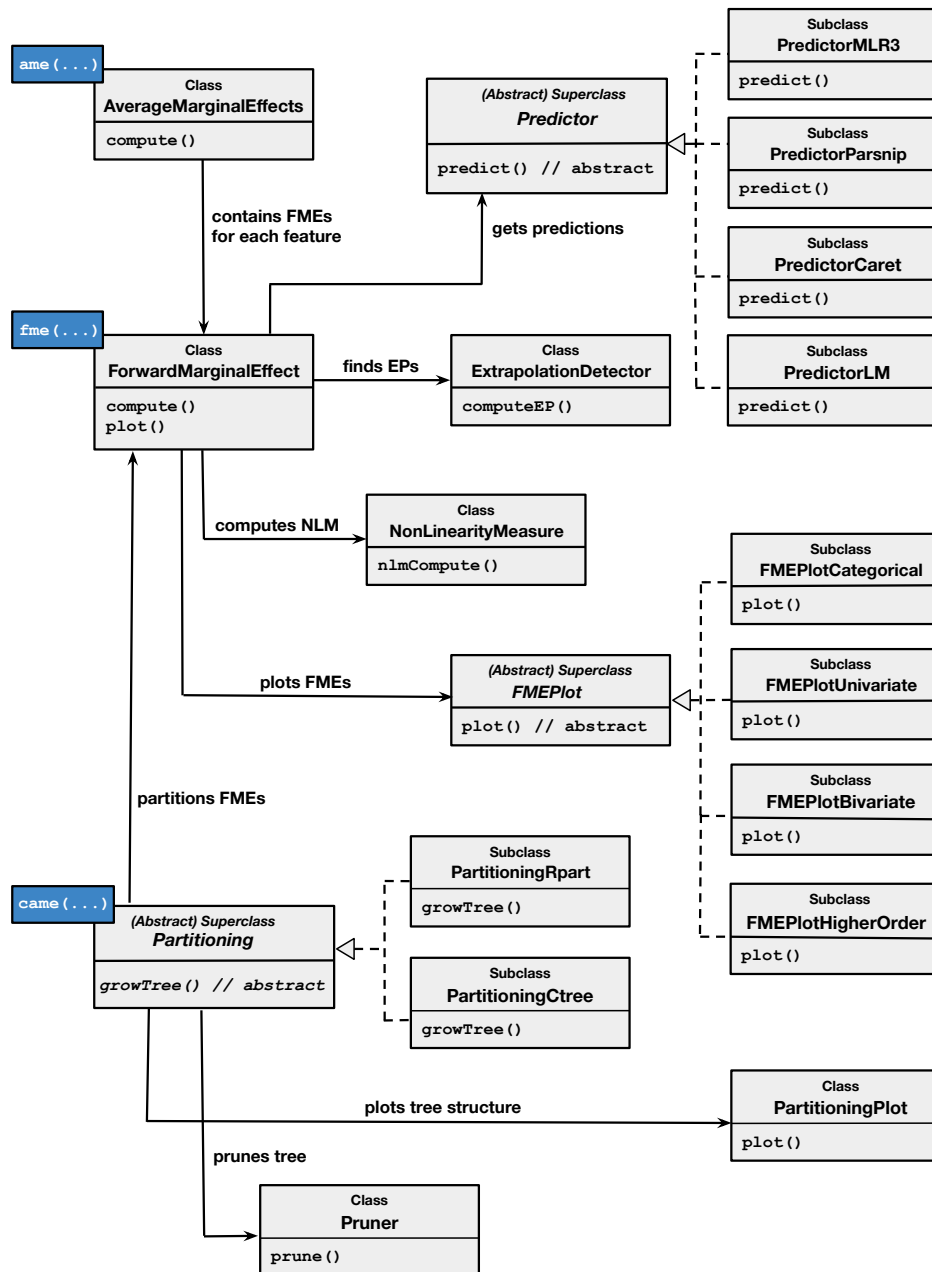 ame(...)
Class
AverageMarginalEffects
compute()
contains FMEs
for each feature
(Abstract) Superclass
Predictor
predict() // abstract
gets predictions
Subclass
PredictorMLR3
predict()
Subclass
PredictorParsnip
predict()
Subclass
PredictorCaret
predict()
Subclass
PredictorLM
predict()
fme(...)
Class
ForwardMarginalEffect
compute()
plot()
finds EPs
Class
ExtrapolationDetector
computeEP()
computes NLM
Class
NonLinearityMeasure
nlmCompute()
plots FMEs
(Abstract) Superclass
FMEPlot
plot() // abstract
Subclass
FMEPlotCategorical
plot()
Subclass
FMEPlotUnivariate
plot()
Subclass
FMEPlotBivariate
plot()
Subclass
FMEPlotHigherOrder
plot()
partitions FMEs
came(...)
(Abstract) Superclass
Partitioning
growTree() // abstract
Subclass
PartitioningRpart
growTree()
Subclass
PartitioningCtree
growTree()
plots tree structure
Class
PartitioningPlot
plot()
prunes tree
Class
Pruner
prune()